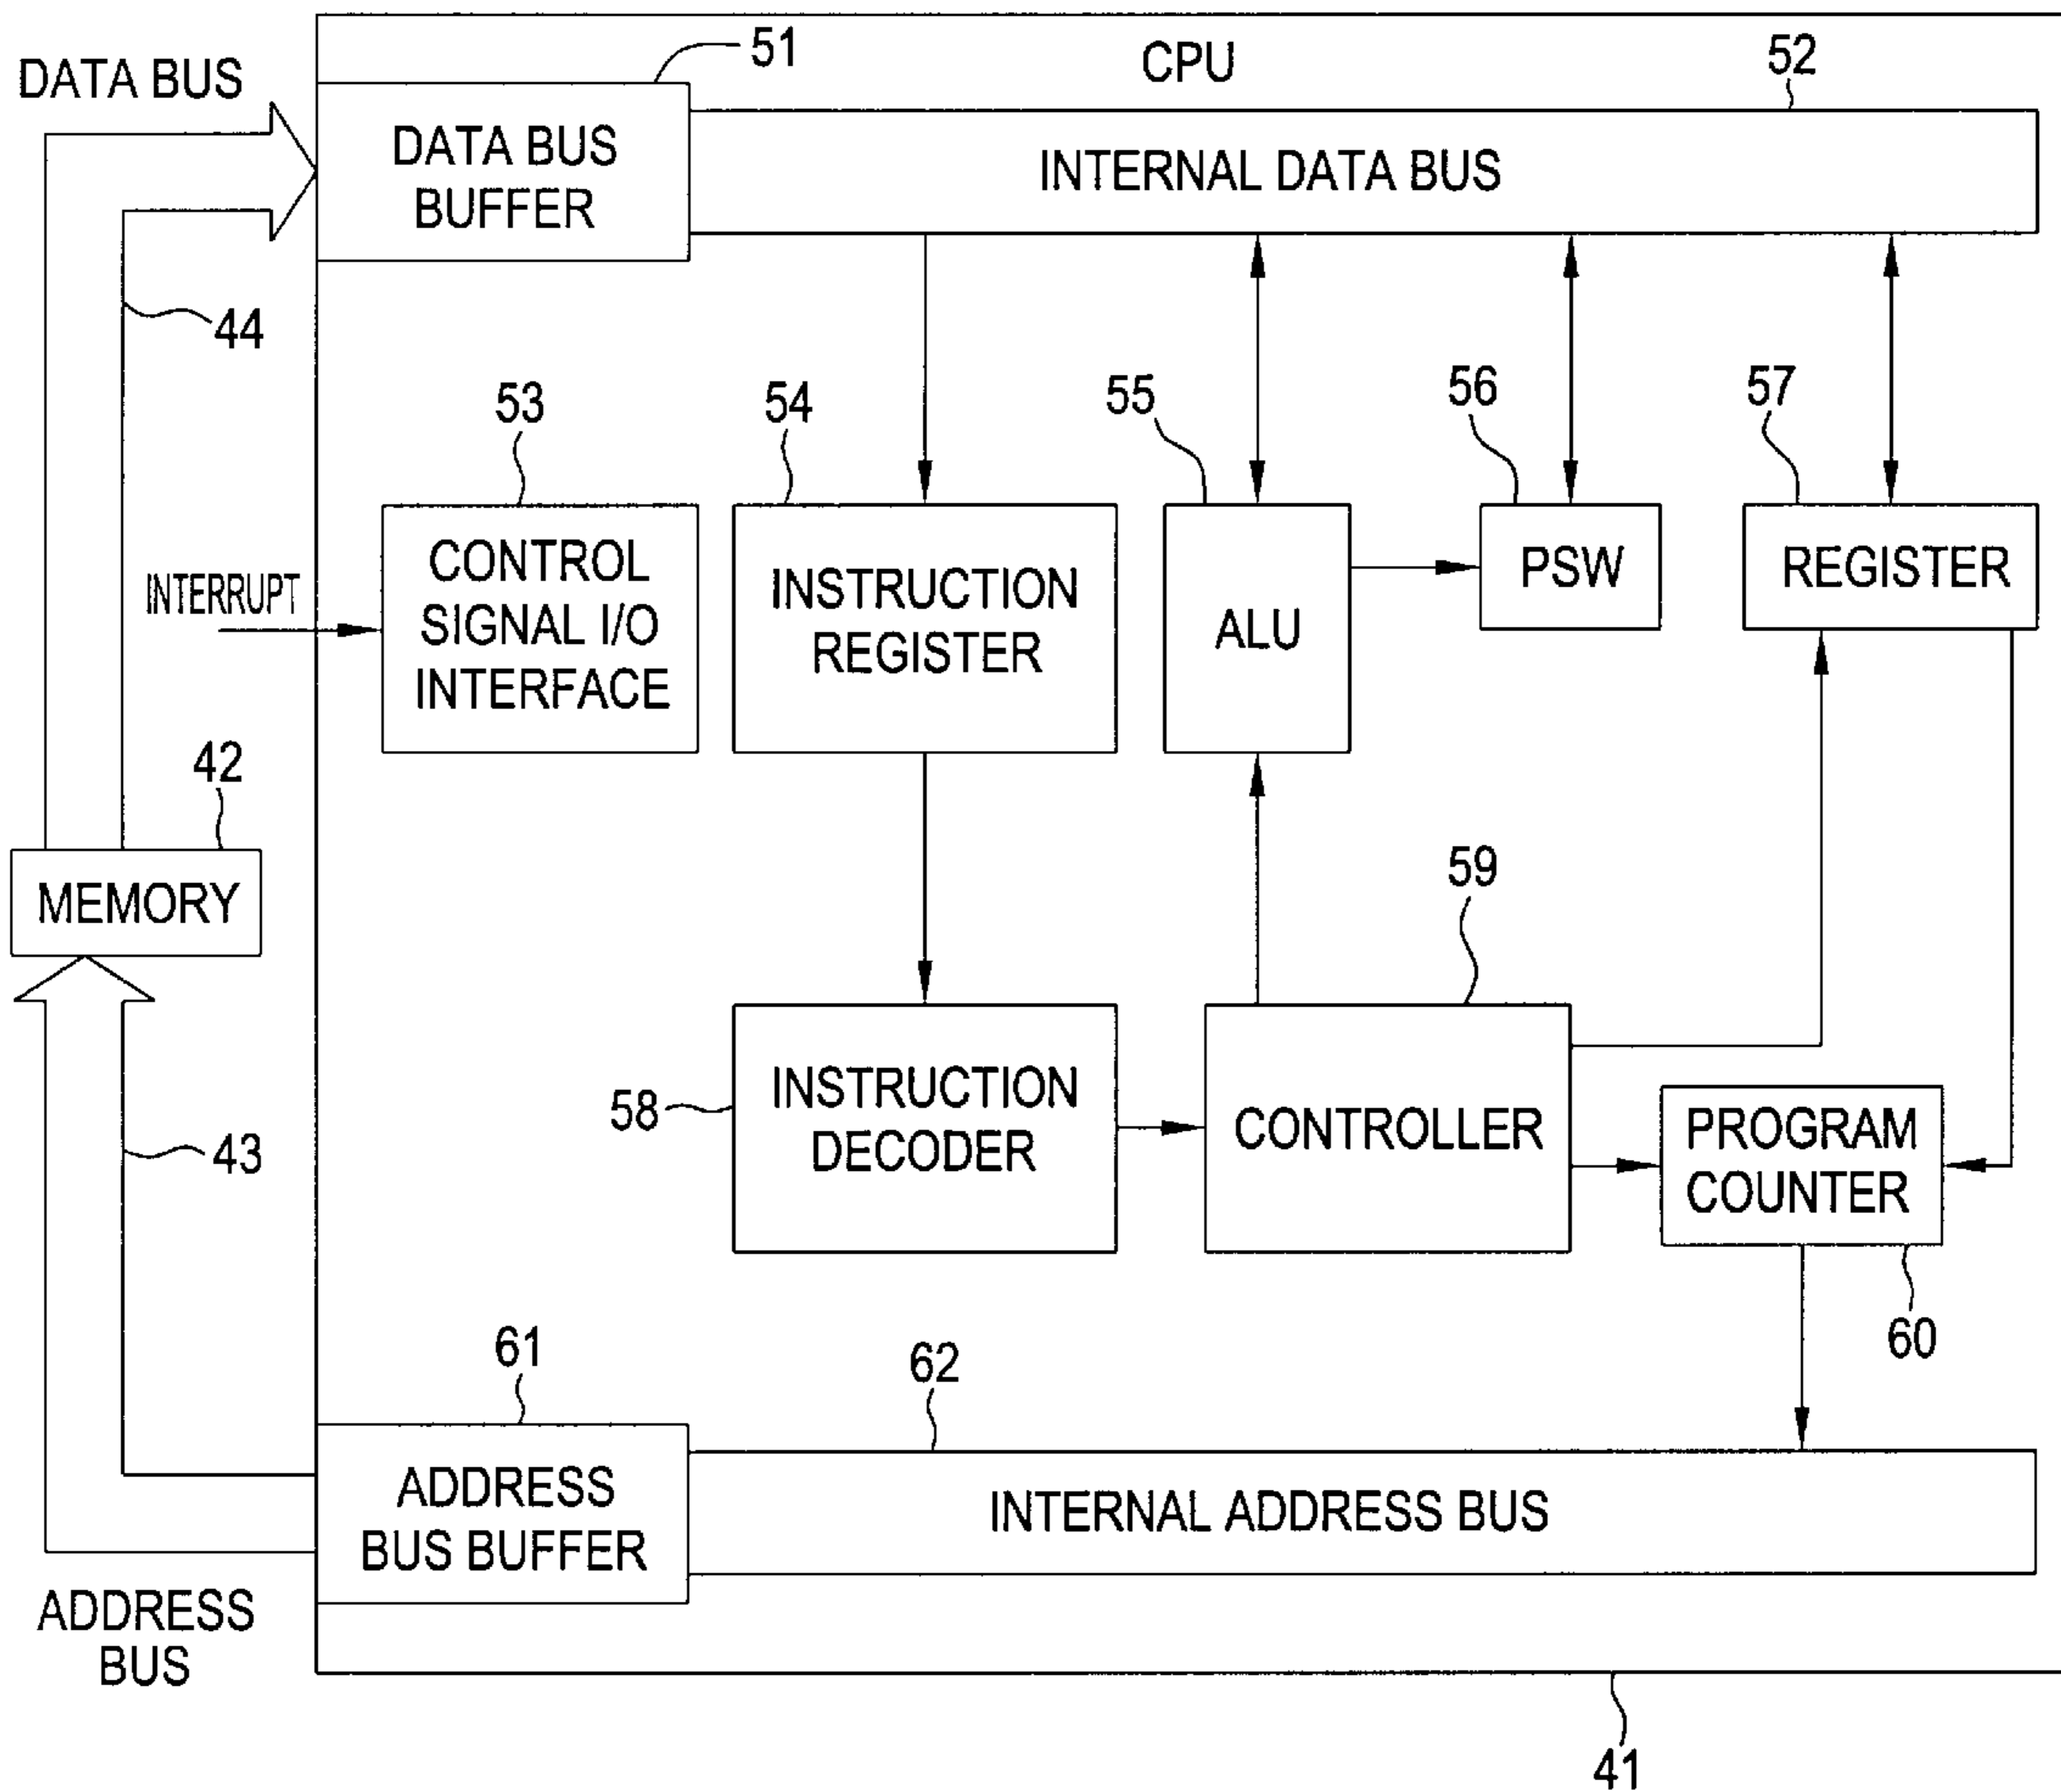 51
CPU
52
DATA BUS
DATA BUS
BUFFER
INTERNAL DATA BUS
44
53
54
55
56
57
INTERRUPT
CONTROL
SIGNAL I/O
INTERFACE
INSTRUCTION
REGISTER
ALU
PSW
REGISTER
42
MEMORY
59
43
58
INSTRUCTION
DECODER
CONTROLLER
PROGRAM
COUNTER
60
61
62
ADDRESS
BUS BUFFER
INTERNAL ADDRESS BUS
ADDRESS
BUS
41